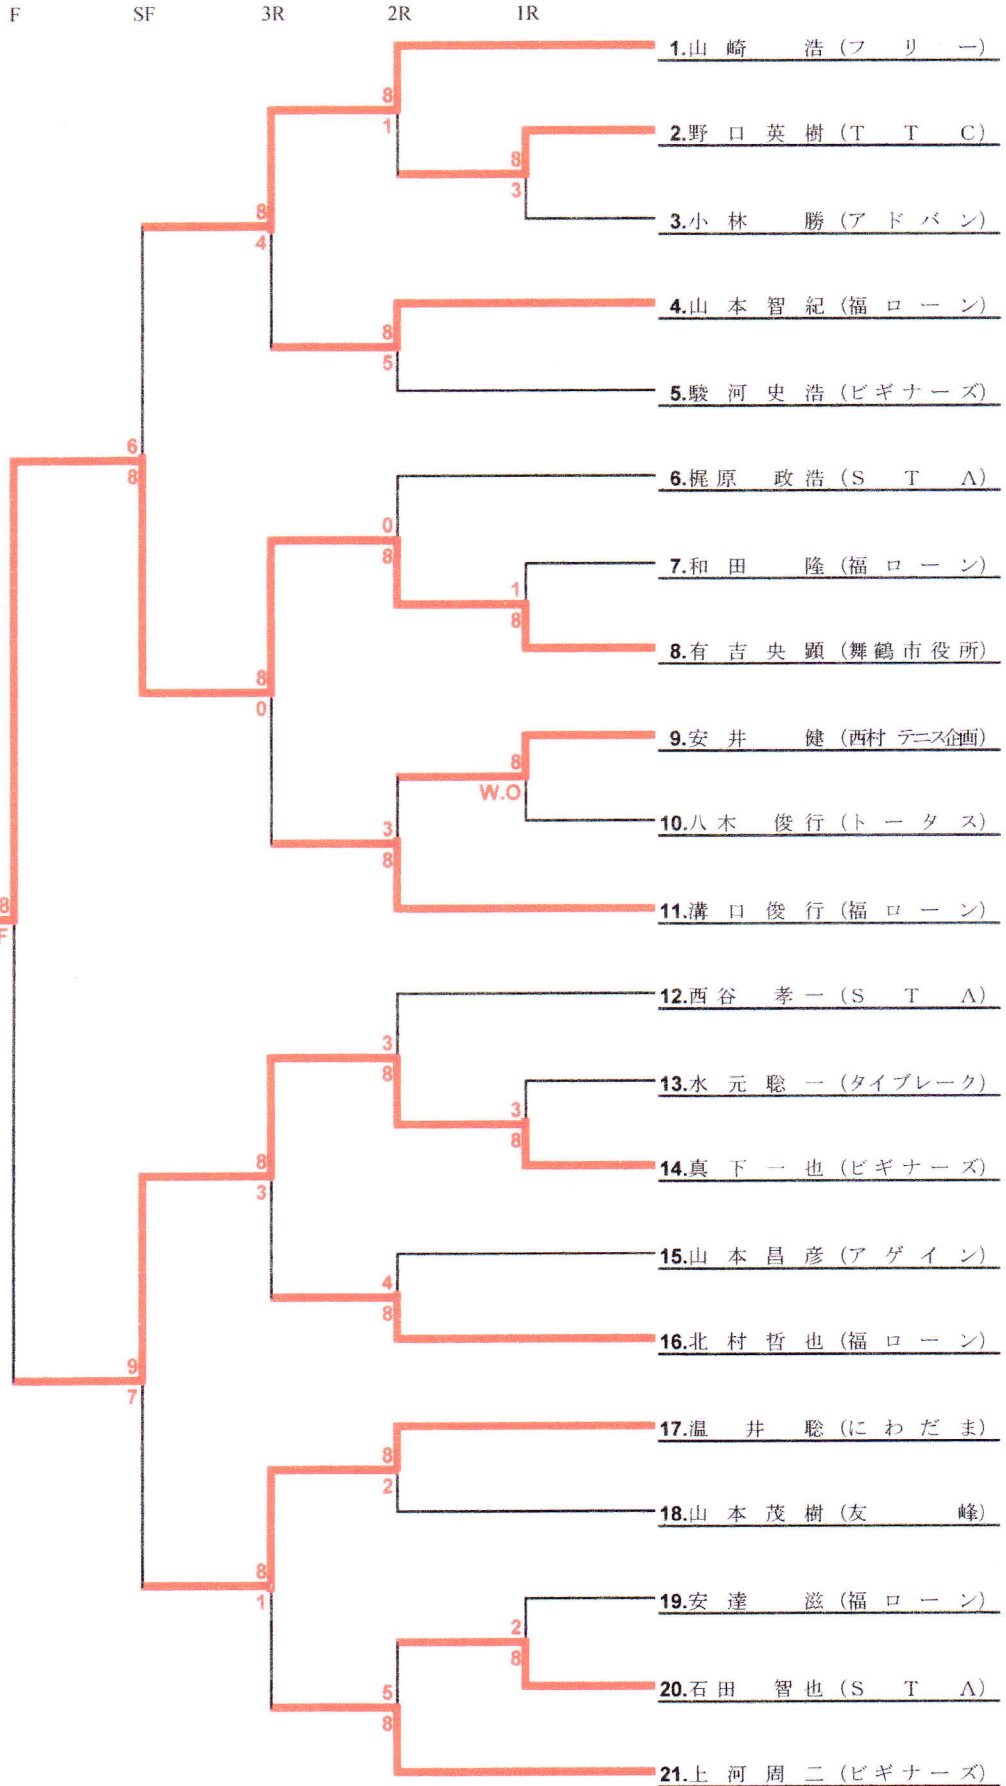 F SF 3R 2R 1R
1.山崎 浩 (フリー)
8
1
2.野口英樹 (TTC)
8
3
3.小林 勝 (アドバン)
8
4
4.山本智紀 (福ローン)
8
5
5.駿河史浩 (ビギナーズ)
6
8
6.梶原 政浩 (STA)
0
8
7.和田 隆 (福ローン)
1
8
8.有吉央顕 (舞鶴市役所)
8
0
9.安井 健 (西村テニス企画)
8
W.O
10.八木 俊行 (トータス)
3
8
11.溝口俊行 (福ローン)
8
F
12.西谷 孝一 (STA)
3
8
13.水元聡一 (タイブレーク)
3
8
14.真下一也 (ビギナーズ)
8
3
15.山本昌彦 (アゲイン)
4
8
16.北村哲也 (福ローン)
9
7
17.温井 聡 (にわだま)
8
2
18.山本茂樹 (友峰)
8
1
19.安達 滋 (福ローン)
2
8
20.石田 智也 (STA)
5
8
21.上河周二 (ビギナーズ)